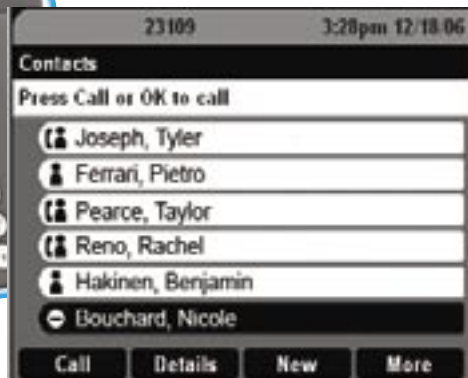 23109 3:28pm 12/18/06
Contacts
Press Call or OK to call
Joseph, Tyler
Ferrari, Pietro
Pearce, Taylor
Reno, Rachel
Hakinen, Benjamin
Bouchard, Nicole
Call Details New More